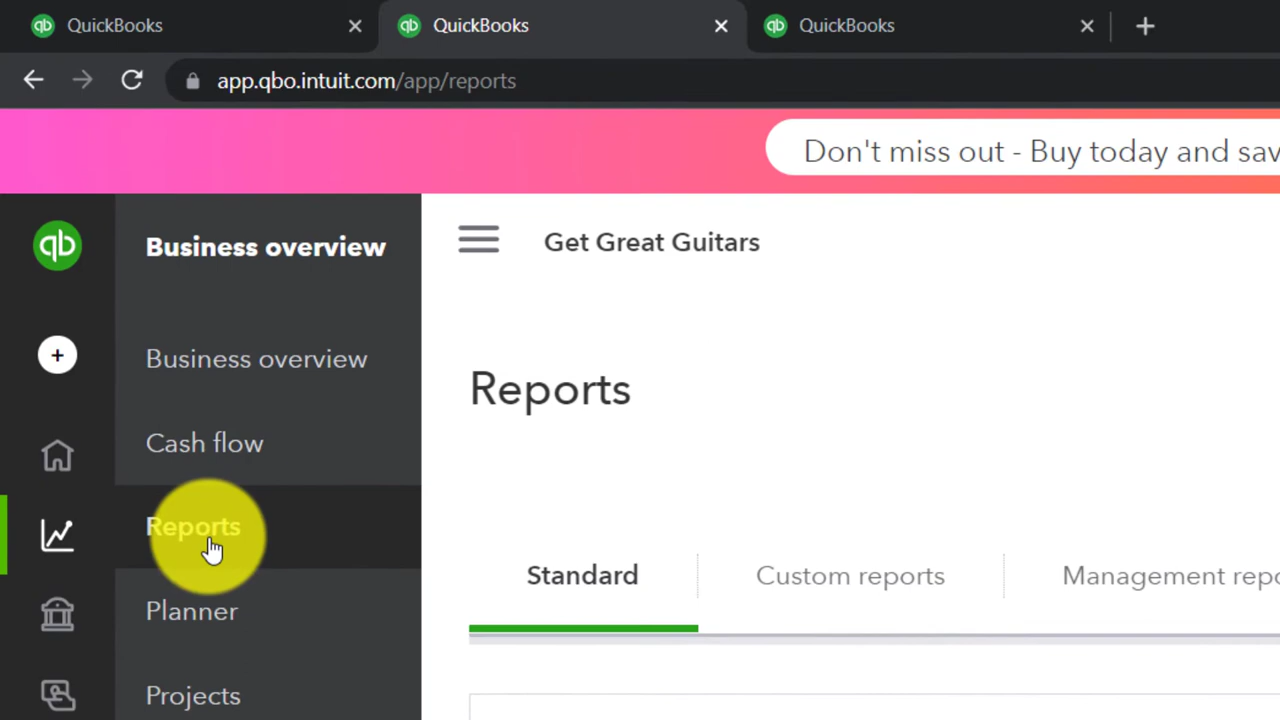 QuickBooks QuickBooks QuickBooks
app.qbo.intuit.com/app/reports
Don't miss out - Buy today and sav
qb Business overview Get Great Guitars
Business overview
Reports
Cash flow
Reports
Standard Custom reports Management repo
Planner
Projects